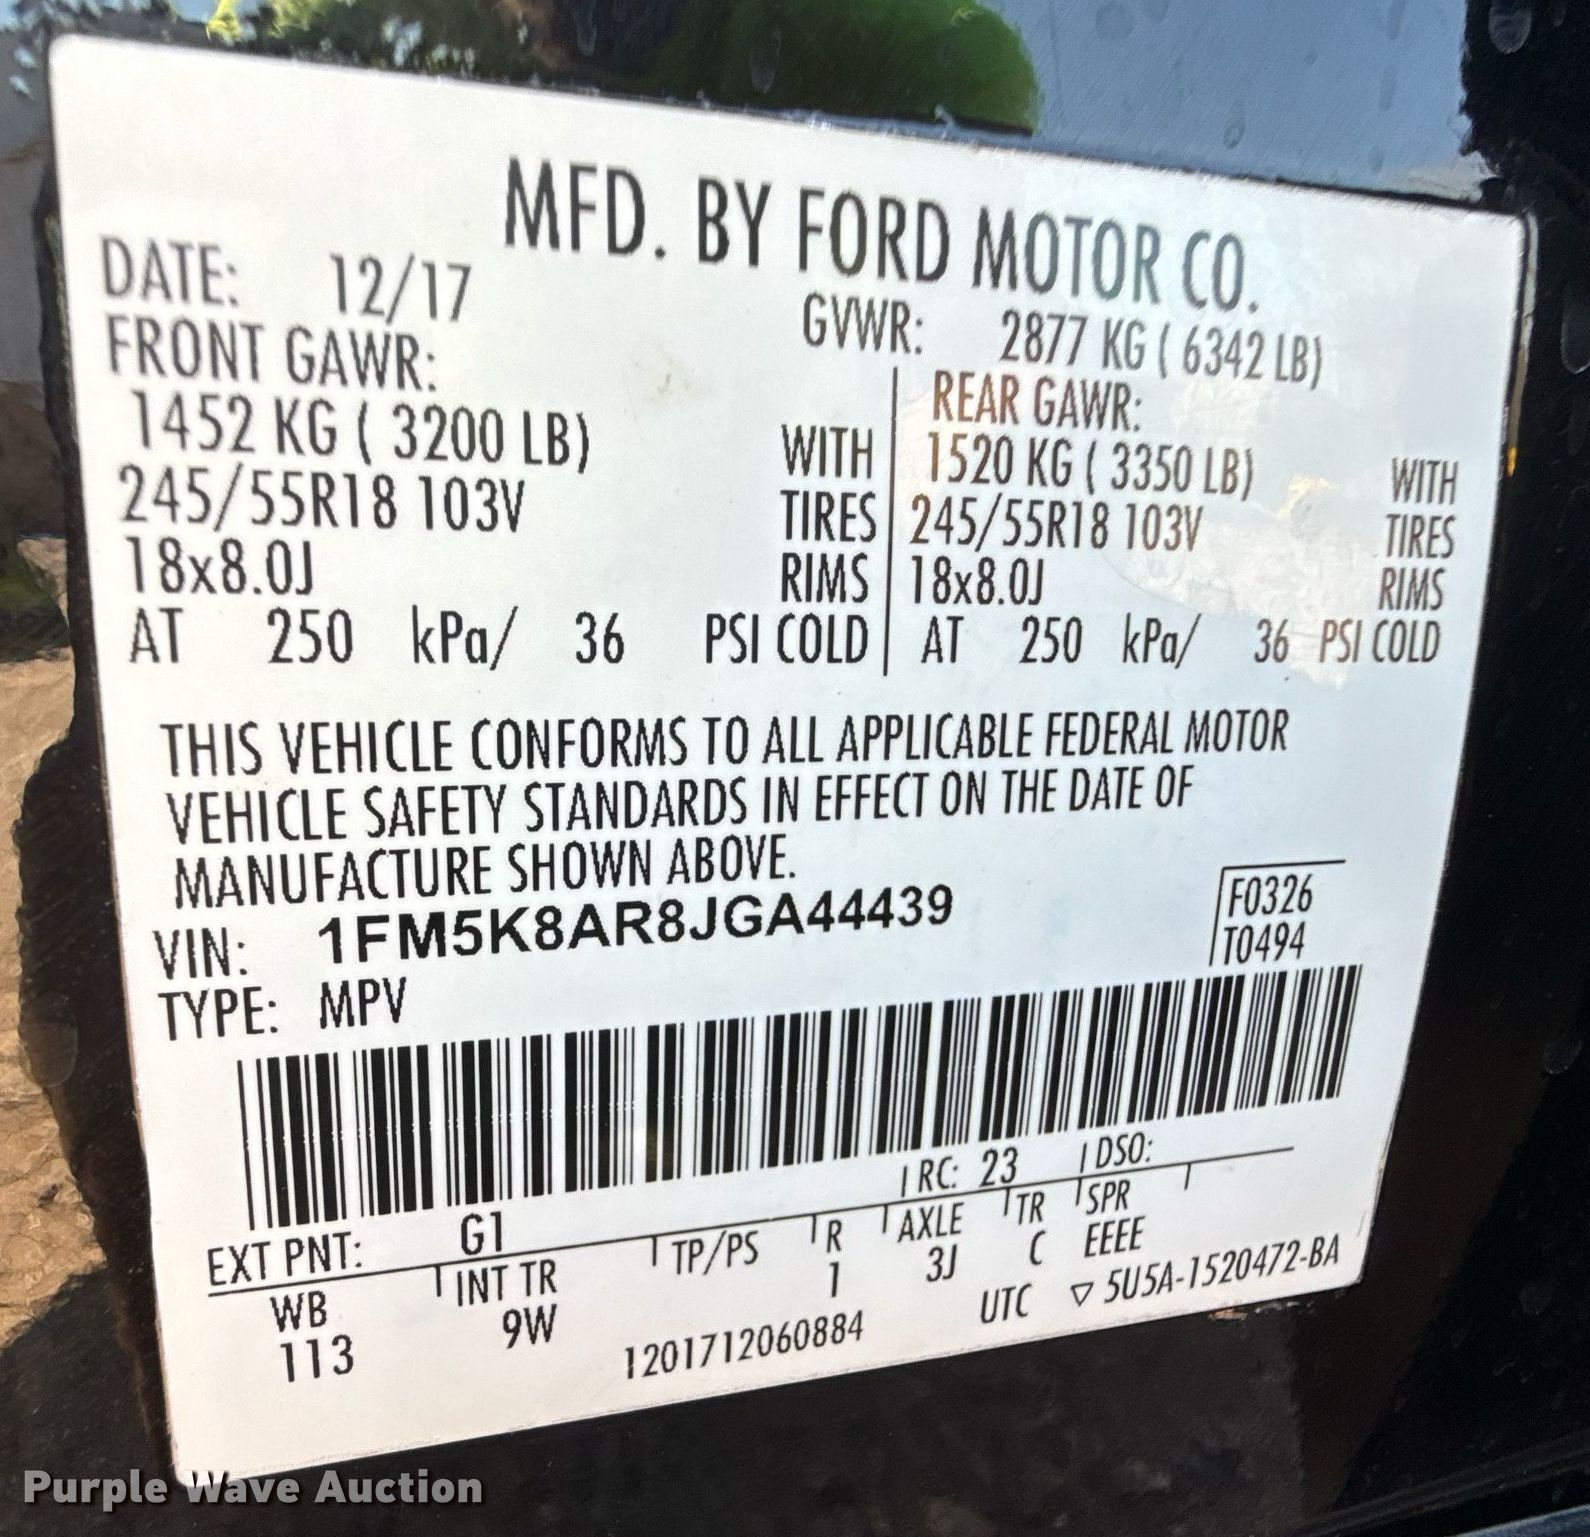 MFD. BY FORD MOTOR CO.
DATE: 12/17
GVWR: 2877 KG ( 6342 LB)
FRONT GAWR:
1452 KG ( 3200 LB) WITH
245/55R18 103V TIRES
18x8.0J RIMS
AT 250 kPa/ 36 PSI COLD
REAR GAWR:
1520 KG ( 3350 LB) WITH
245/55R18 103V TIRES
18x8.0J RIMS
AT 250 kPa/ 36 PSI COLD
THIS VEHICLE CONFORMS TO ALL APPLICABLE FEDERAL MOTOR
VEHICLE SAFETY STANDARDS IN EFFECT ON THE DATE OF
MANUFACTURE SHOWN ABOVE.
VIN: 1FM5K8AR8JGA44439
TYPE: MPV
F0326
T0494
EXT PNT: G1 RC: 23 DSO:
WB INT TR TP/PS R AXLE TR SPR
113 9W 1 3J C EEEE
1201712060884 UTC ▽ 5U5A-1520472-BA
Purple Wave Auction